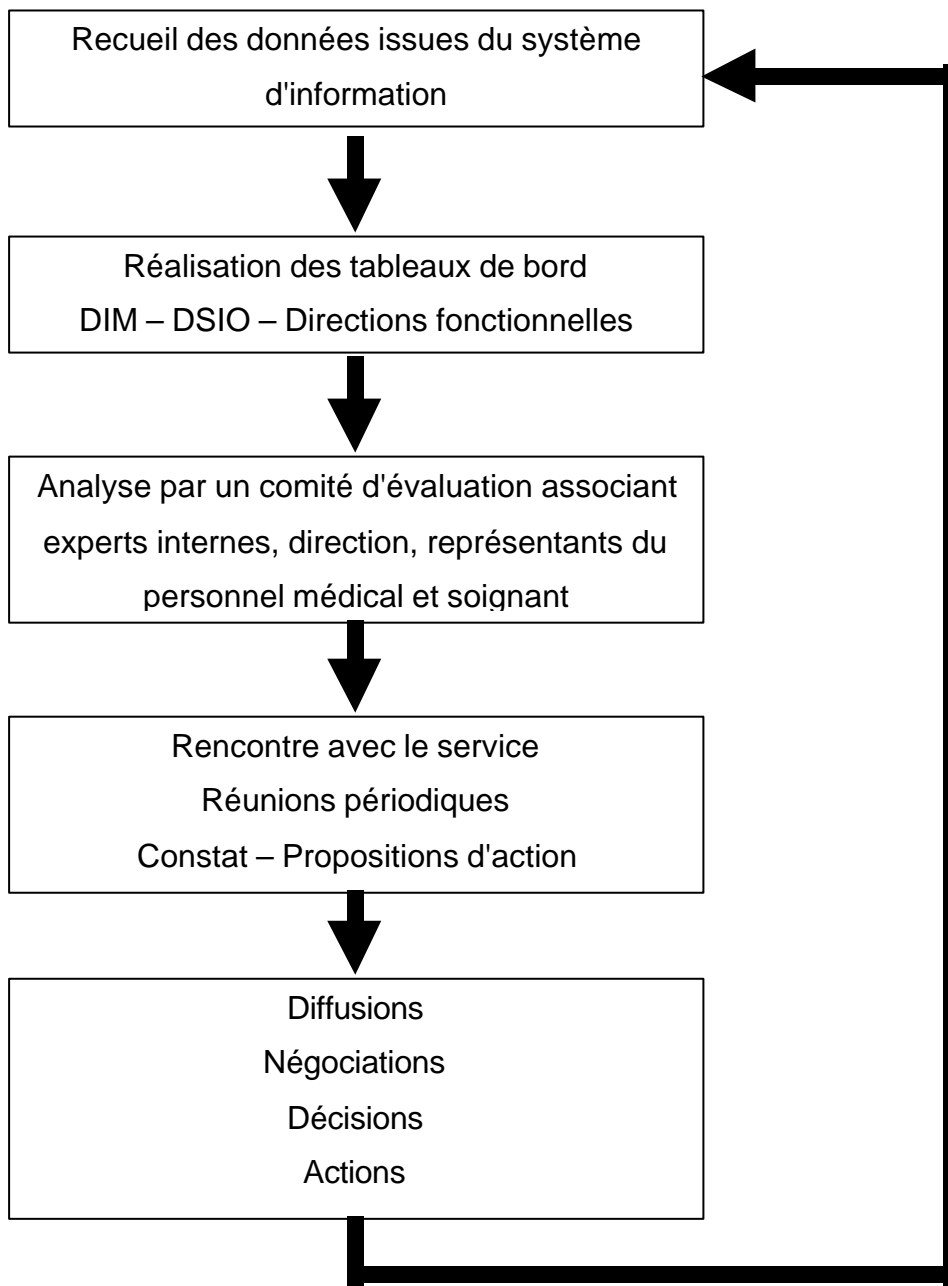 Recueil des données issues du système
d'information
Réalisation des tableaux de bord
DIM – DSIO – Directions fonctionnelles
Analyse par un comité d'évaluation associant
experts internes, direction, représentants du
personnel médical et soignant
Rencontre avec le service
Réunions périodiques
Constat – Propositions d'action
Diffusions
Négociations
Décisions
Actions